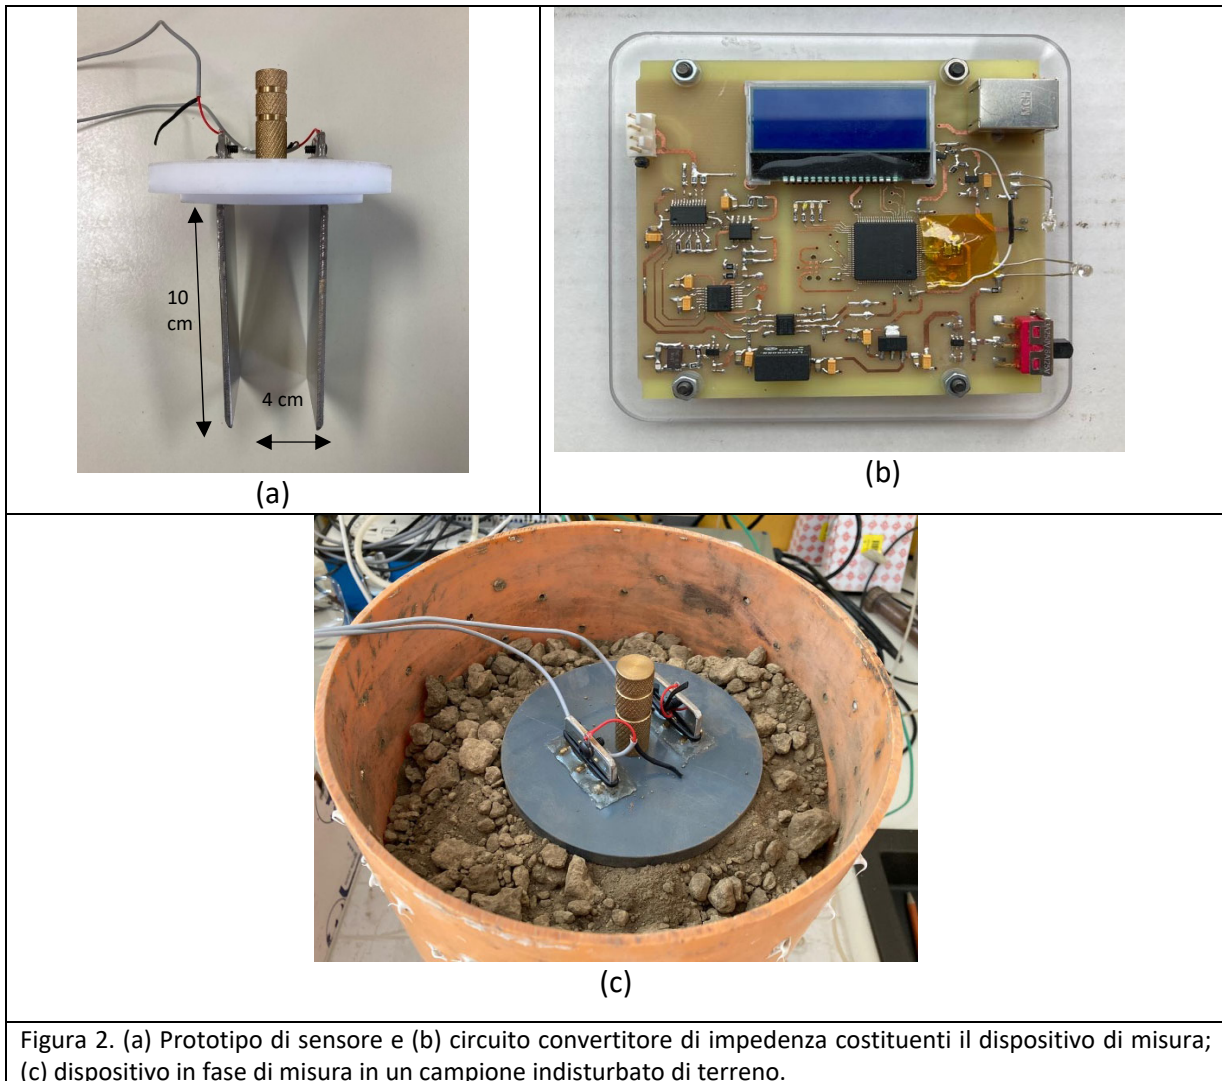 10
cm
4 cm
(a)
(b)
(c)
Figura 2. (a) Prototipo di sensore e (b) circuito convertitore di impedenza costituenti il dispositivo di misura;
(c) dispositivo in fase di misura in un campione indisturbato di terreno.